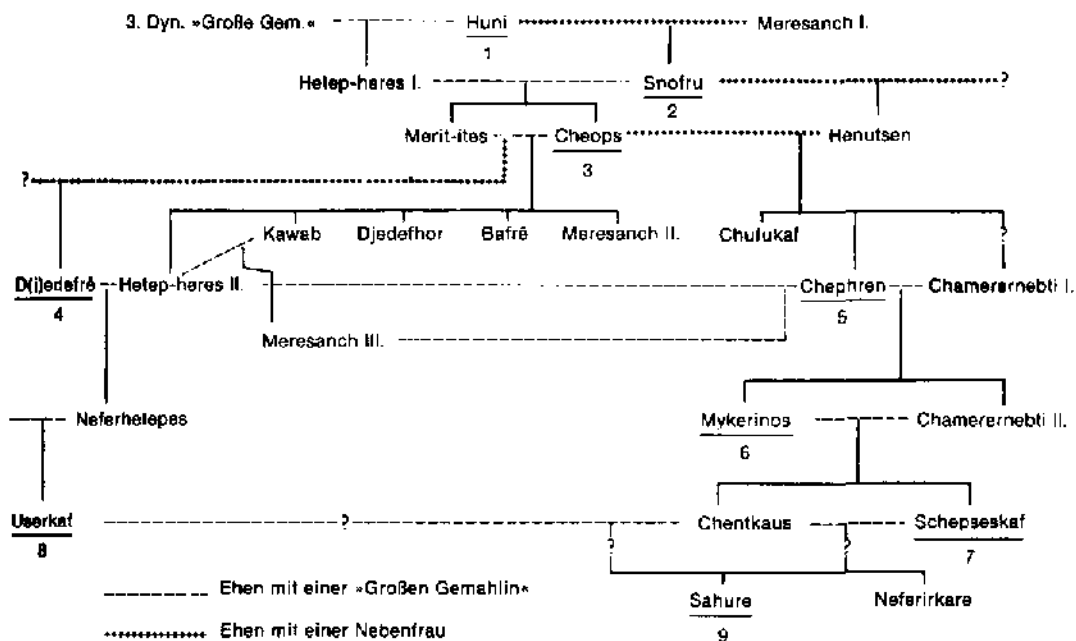 3. Dyn. »Große Gem.« Huni Meresanch I.
1
Hetep-heres I. Snofru ?
2
Merit-ites Cheops Henutsen
3
?
Kawab Djedefhor Bafrê Meresanch II. Chufukaf ?
D(i)edefrê Hetep-heres II. Chephren Chamerernebti I.
4 5
Meresanch III.
Neferhetepes Mykerinos Chamerernebti II.
6
Userkaf ? Chentkaus Schepseskaf
8 ? ? 7
Sahure Neferirkare
9
Ehen mit einer »Großen Gemahlin«
Ehen mit einer Nebenfrau